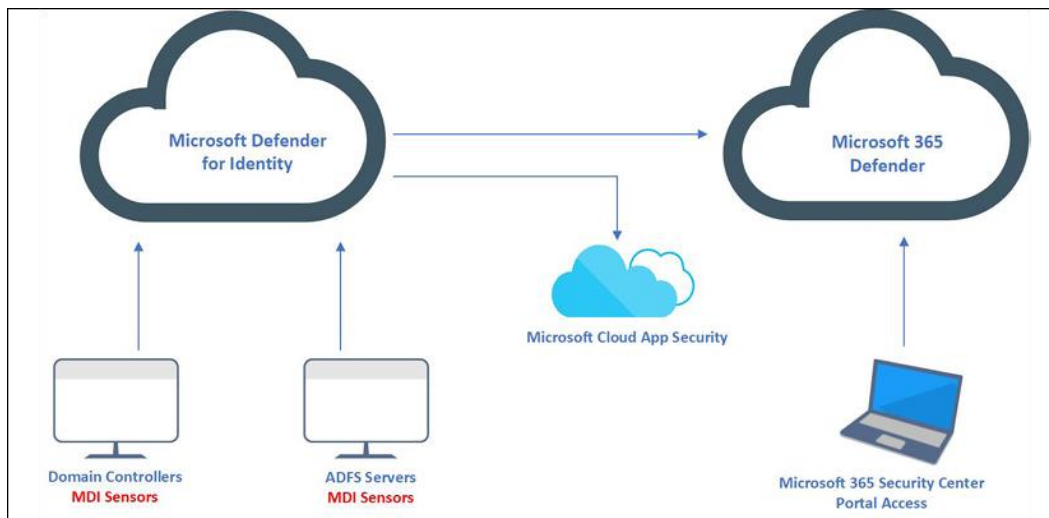 Microsoft Defender
for Identity
Microsoft 365
Defender
Microsoft Cloud App Security
Domain Controllers
MDI Sensors
ADFS Servers
MDI Sensors
Microsoft 365 Security Center
Portal Access